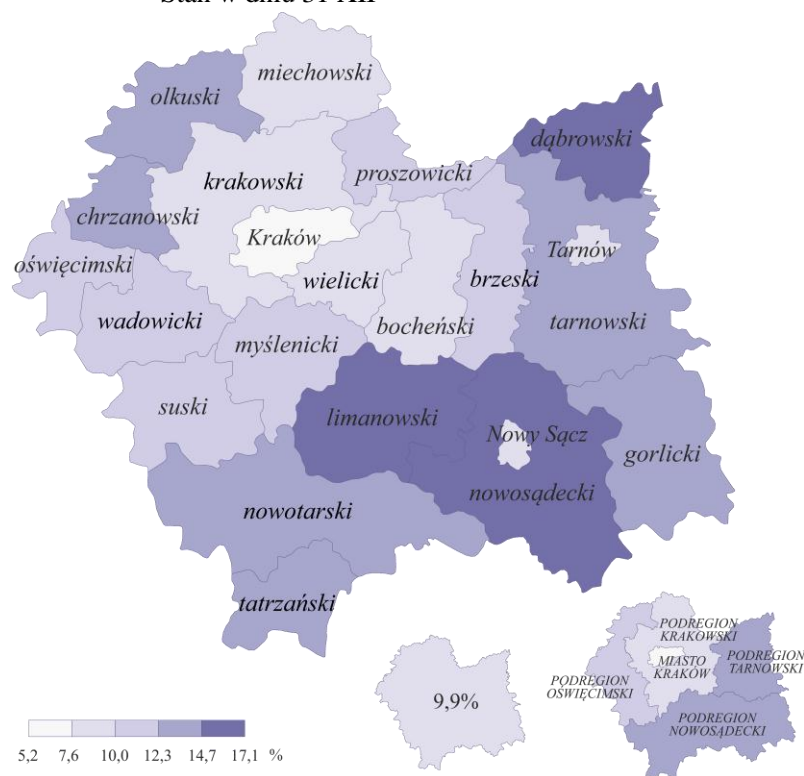 miechowski
olkuski
dąbrowski
proszowicki
krakowski
chrzanowski
Kraków
Tarnów
oświęcimski
wielicki
brzeski
wadowicki
bocheński
tarnowski
myślenicki
suski
limanowski
Nowy Sącz
gorlicki
nowosądecki
nowotarski
tatrzański
PODREGION
KRAKOWSKI
MIASTO
KRAKÓW
PODREGION
TARNOWSKI
PODREGION
OŚWIĘCIMSKI
PODREGION
NOWOSĄDECKI
9,9%
5,2 7,6 10,0 12,3 14,7 17,1 %